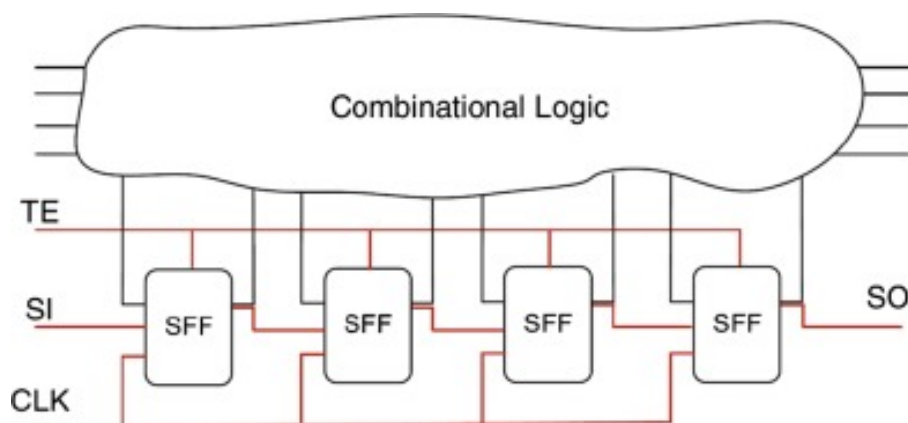 Combinational Logic
TE
SI
SFF
SFF
SFF
SFF
SO
CLK